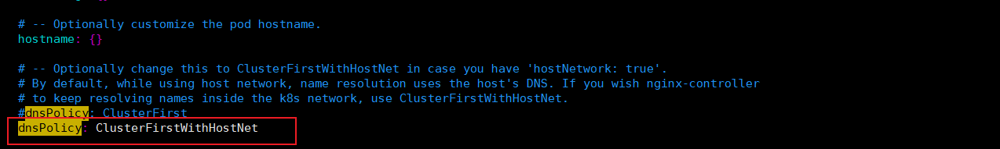 # -- Optionally customize the pod hostname.
hostname: {}
# -- Optionally change this to ClusterFirstWithHostNet in case you have 'hostNetwork: true'.
# By default, while using host network, name resolution uses the host's DNS. If you wish nginx-controller
# to keep resolving names inside the k8s network, use ClusterFirstWithHostNet.
#dnsPolicy: ClusterFirst
dnsPolicy: ClusterFirstWithHostNet